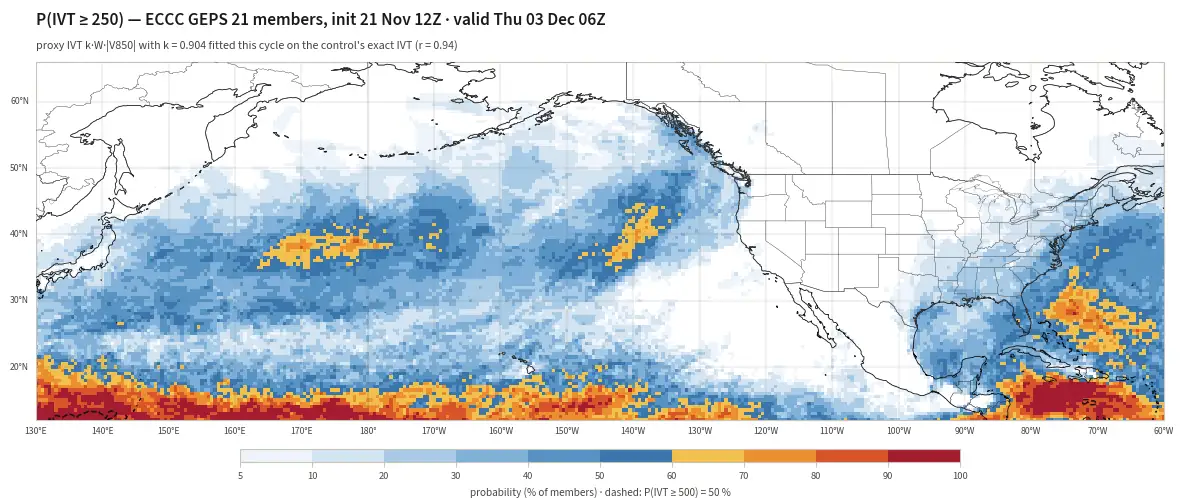 P(IVT ≥ 250) — ECCC GEPS 21 members, init 21 Nov 12Z · valid Thu 03 Dec 06Z
proxy IVT k·W·|V850| with k = 0.904 fitted this cycle on the control's exact IVT (r = 0.94)
60°N
50°N
40°N
30°N
20°N
130°E 140°E 150°E 160°E 170°E 180° 170°W 160°W 150°W 140°W 130°W 120°W 110°W 100°W 90°W 80°W 70°W 60°W
5 10 20 30 40 50 60 70 80 90 100
probability (% of members) · dashed: P(IVT ≥ 500) = 50 %